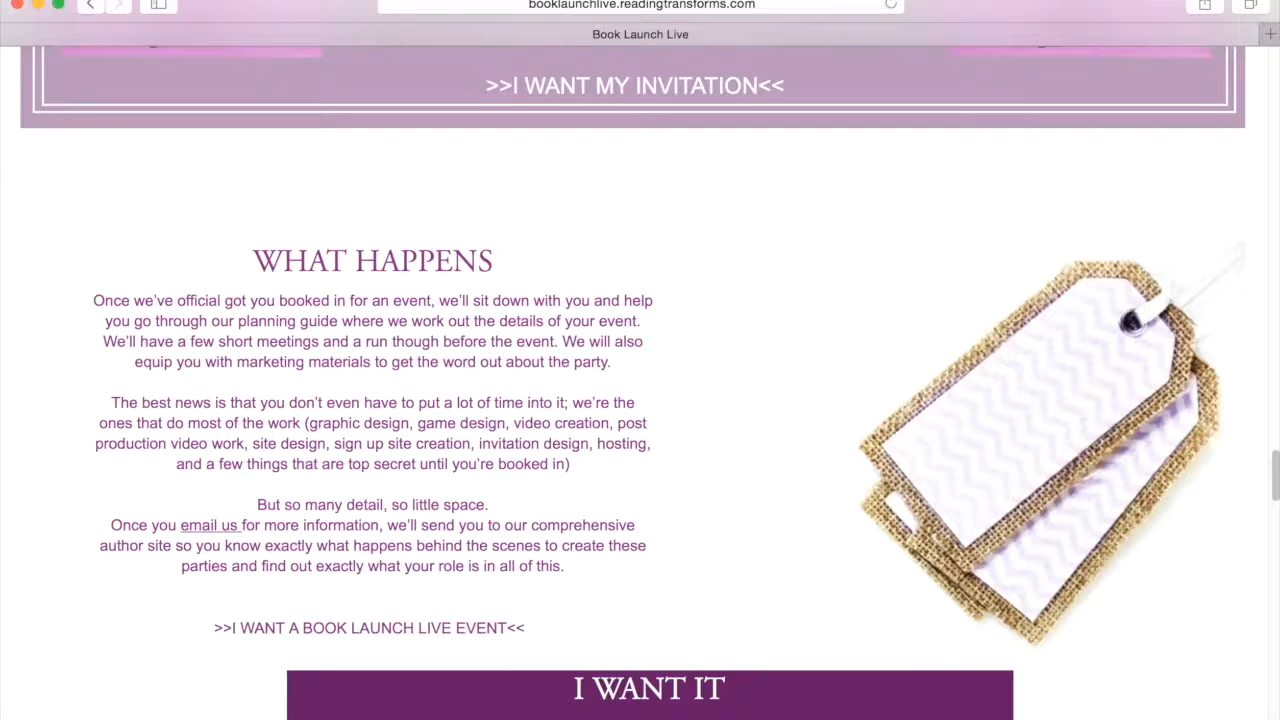 booklaunchlive.readingtransforms.com
Book Launch Live
>>I WANT MY INVITATION<<
WHAT HAPPENS
Once we've official got you booked in for an event, we'll sit down with you and help
you go through our planning guide where we work out the details of your event.
We'll have a few short meetings and a run though before the event. We will also
equip you with marketing materials to get the word out about the party.
The best news is that you don't even have to put a lot of time into it; we're the
ones that do most of the work (graphic design, game design, video creation, post
production video work, site design, sign up site creation, invitation design, hosting,
and a few things that are top secret until you're booked in)
But so many detail, so little space.
Once you email us for more information, we'll send you to our comprehensive
author site so you know exactly what happens behind the scenes to create these
parties and find out exactly what your role is in all of this.
>>I WANT A BOOK LAUNCH LIVE EVENT<<
I WANT IT